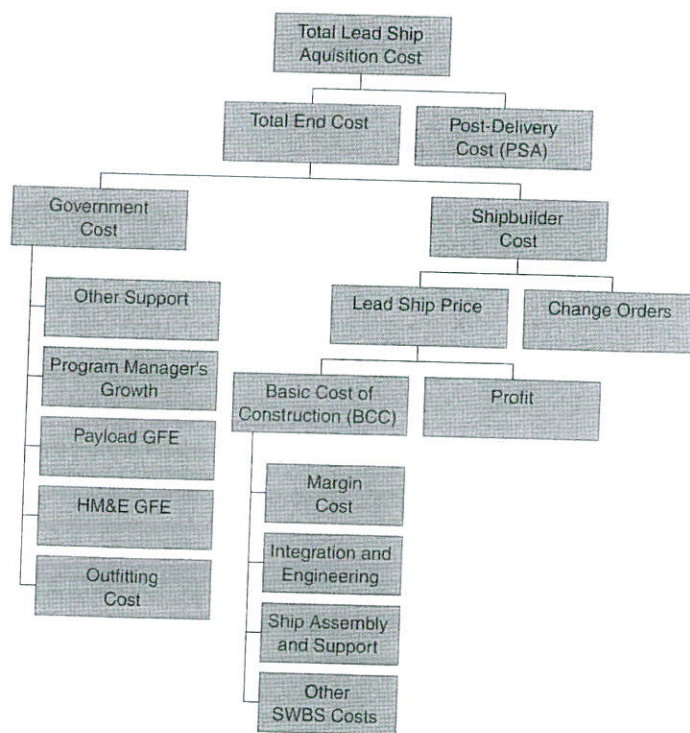 Total Lead Ship
Aquisition Cost
Total End Cost
Post-Delivery
Cost (PSA)
Government
Cost
Shipbuilder
Cost
Other Support
Program Manager's
Growth
Payload GFE
HM&E GFE
Outfitting
Cost
Lead Ship Price
Change Orders
Basic Cost of
Construction (BCC)
Profit
Margin
Cost
Integration and
Engineering
Ship Assembly
and Support
Other
SWBS Costs